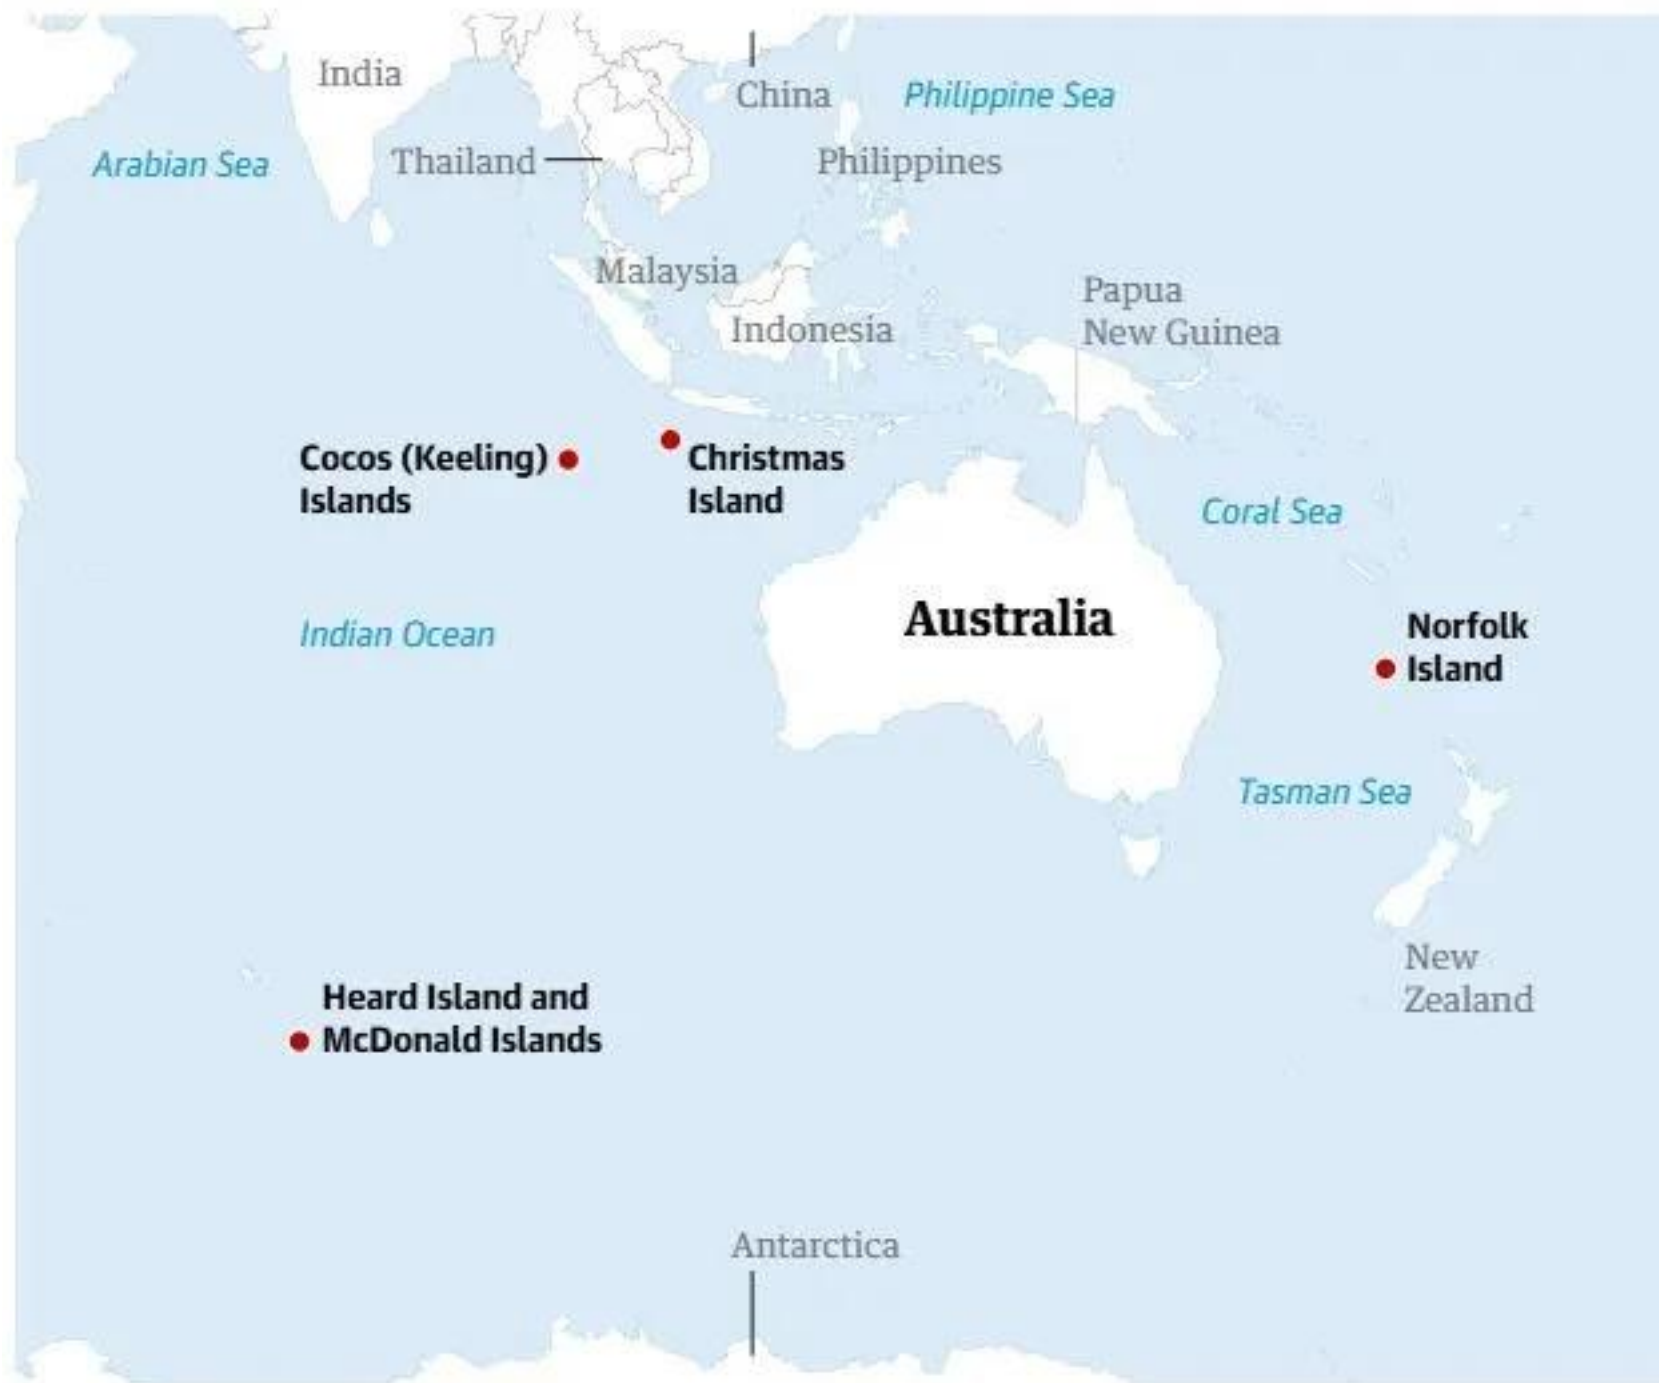 India
China
Philippine Sea
Arabian Sea
Thailand
Philippines
Malaysia
Papua
New Guinea
Indonesia
Cocos (Keeling)
Islands
Christmas
Island
Coral Sea
Australia
Indian Ocean
Norfolk
Island
Tasman Sea
New
Zealand
Heard Island and
McDonald Islands
Antarctica